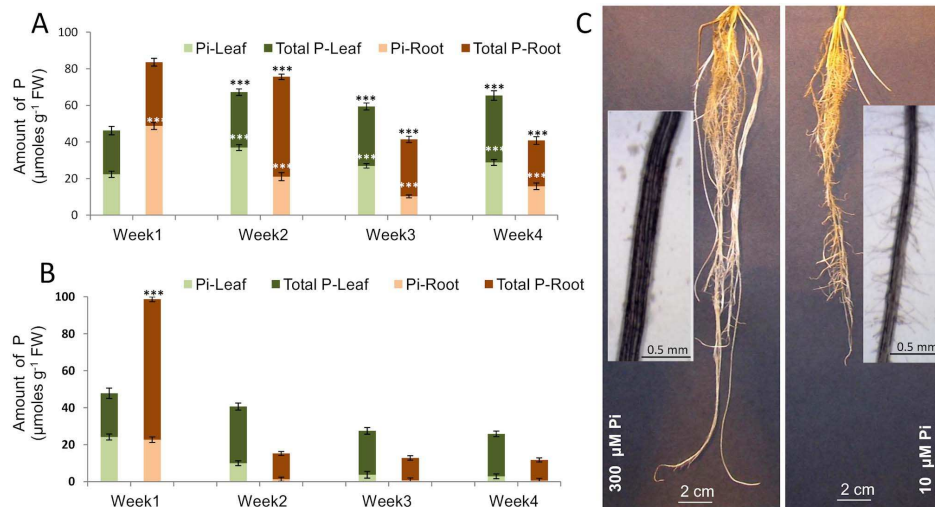 A
100
80
60
40
20
0
Amount of P
(µmoles g⁻¹ FW)
Pi-Leaf
Total P-Leaf
Pi-Root
Total P-Root
***
***
***
***
***
***
***
***
***
***
***
***
***
Week1
Week2
Week3
Week4
B
100
80
60
40
20
0
Amount of P
(µmoles g⁻¹ FW)
Pi-Leaf
Total P-Leaf
Pi-Root
Total P-Root
***
Week1
Week2
Week3
Week4
C
0.5 mm
300 µM Pi
2 cm
0.5 mm
10 µM Pi
2 cm